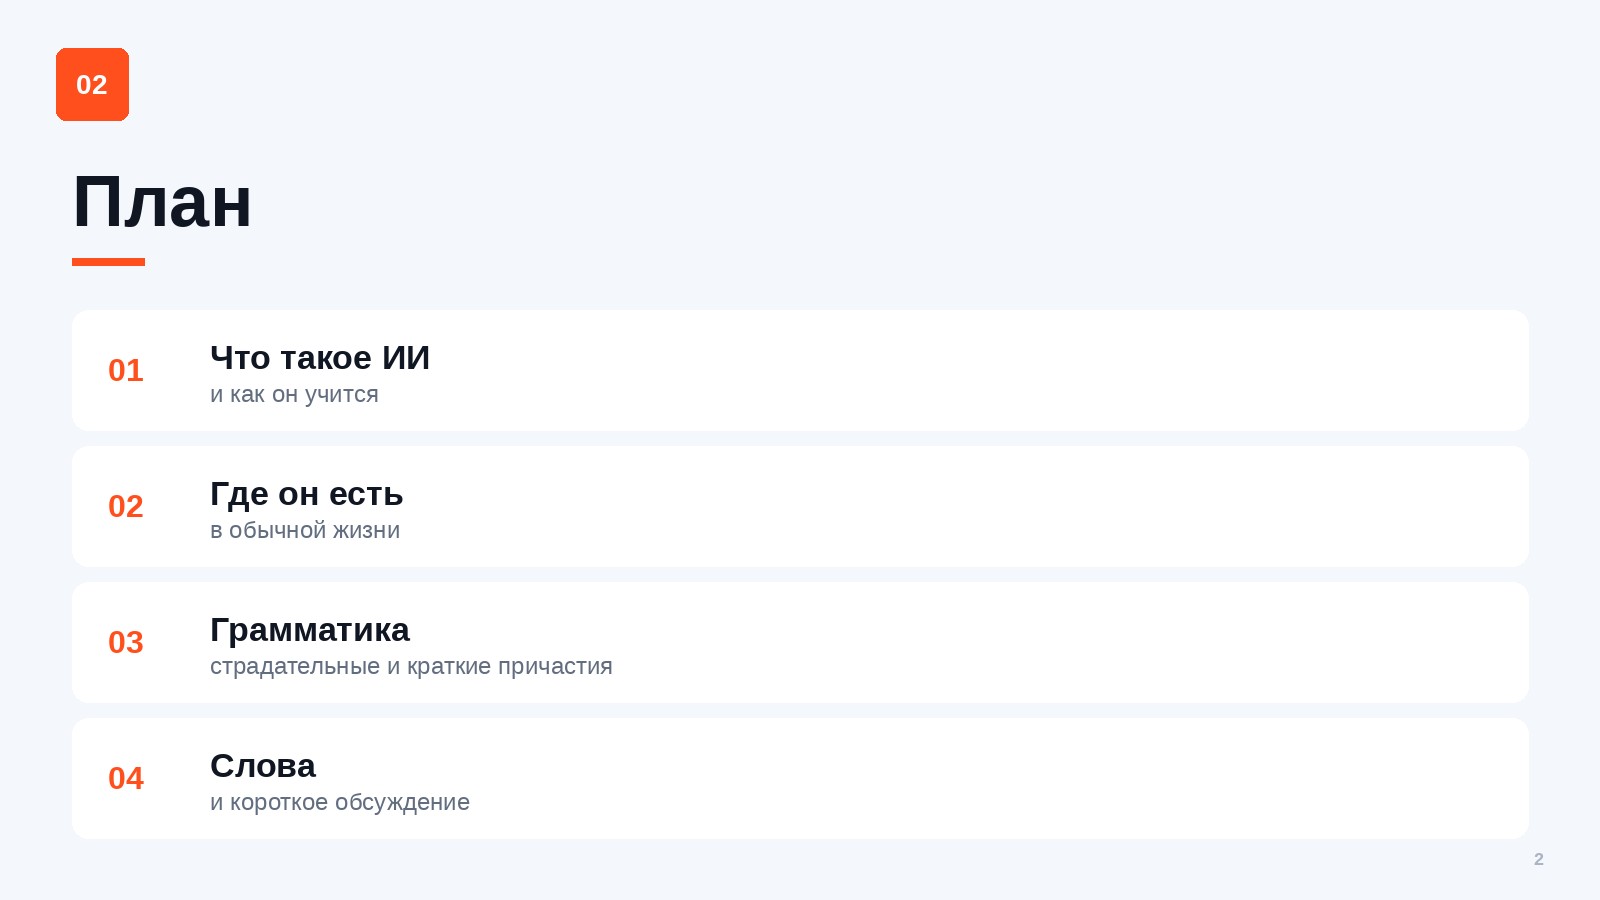 02
План
01
Что такое ИИ
и как он учится
02
Где он есть
в обычной жизни
03
Грамматика
страдательные и краткие причастия
04
Слова
и короткое обсуждение
2